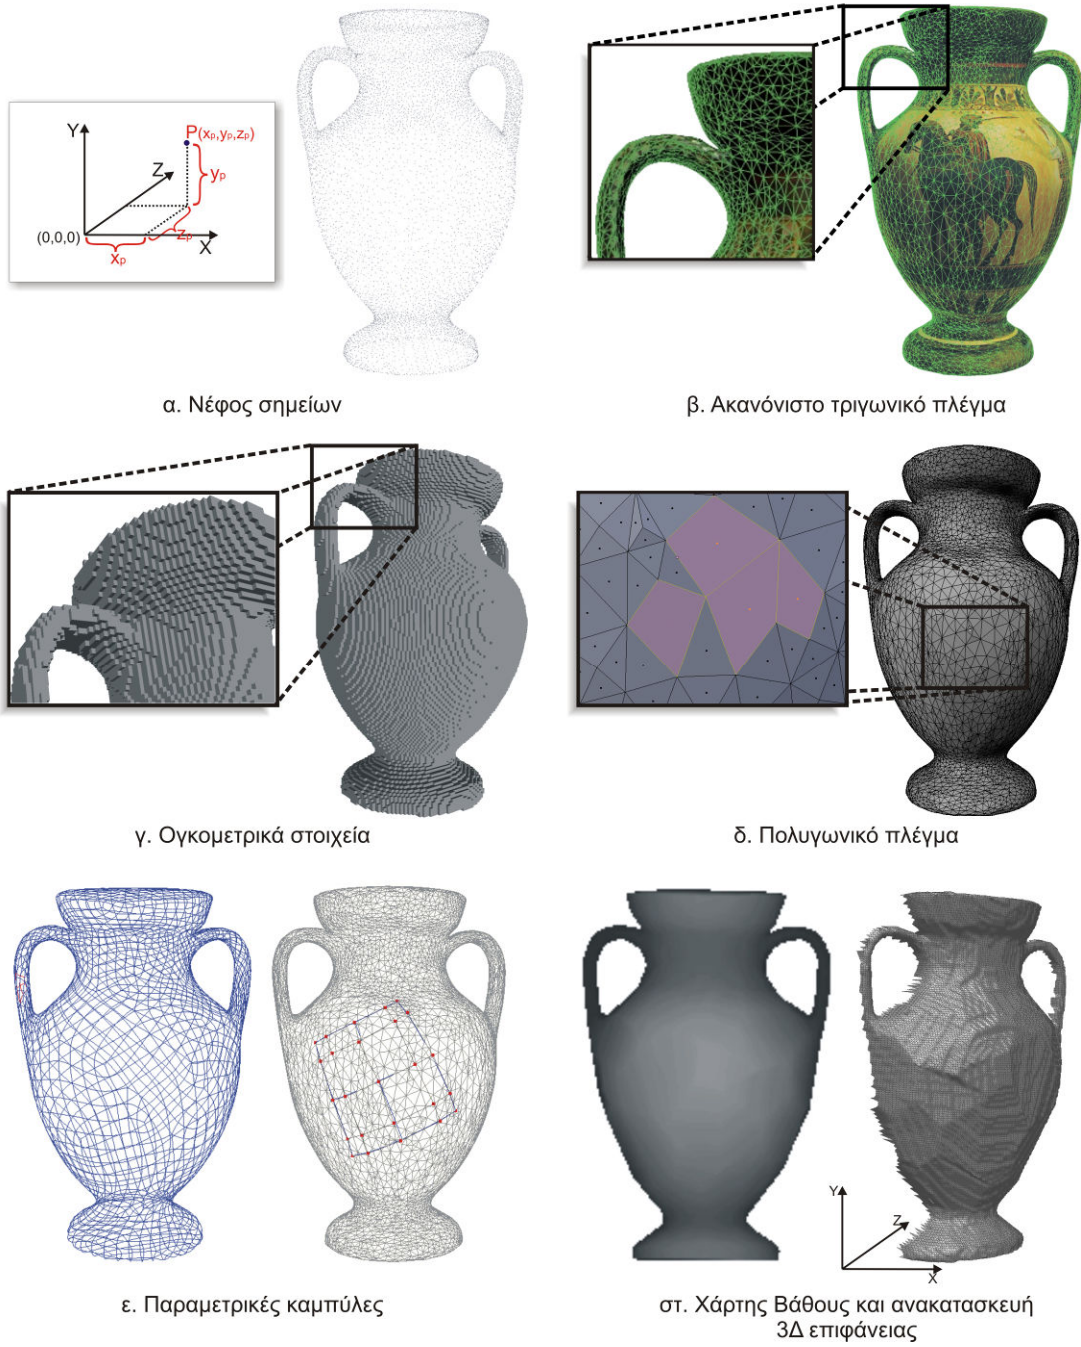 Y
P(xₚ,yₚ,zₚ)
Z
yₚ
(0,0,0)
zₚ
X
xₚ
α. Νέφος σημείων
β. Ακανόνιστο τριγωνικό πλέγμα
γ. Ογκομετρικά στοιχεία
δ. Πολυγωνικό πλέγμα
Y
Z
X
ε. Παραμετρικές καμπύλες
στ. Χάρτης Βάθους και ανακατασκευή
3Δ επιφάνειας